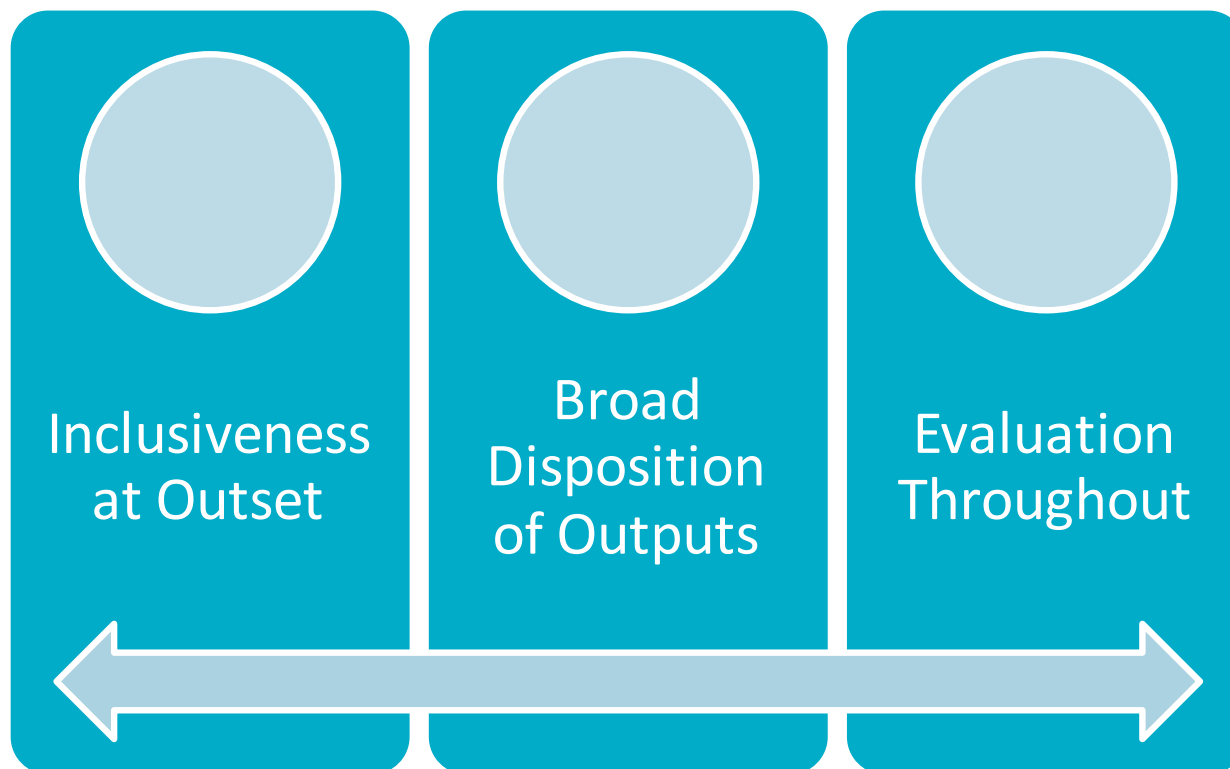 Inclusiveness
at Outset
Broad
Disposition
of Outputs
Evaluation
Throughout